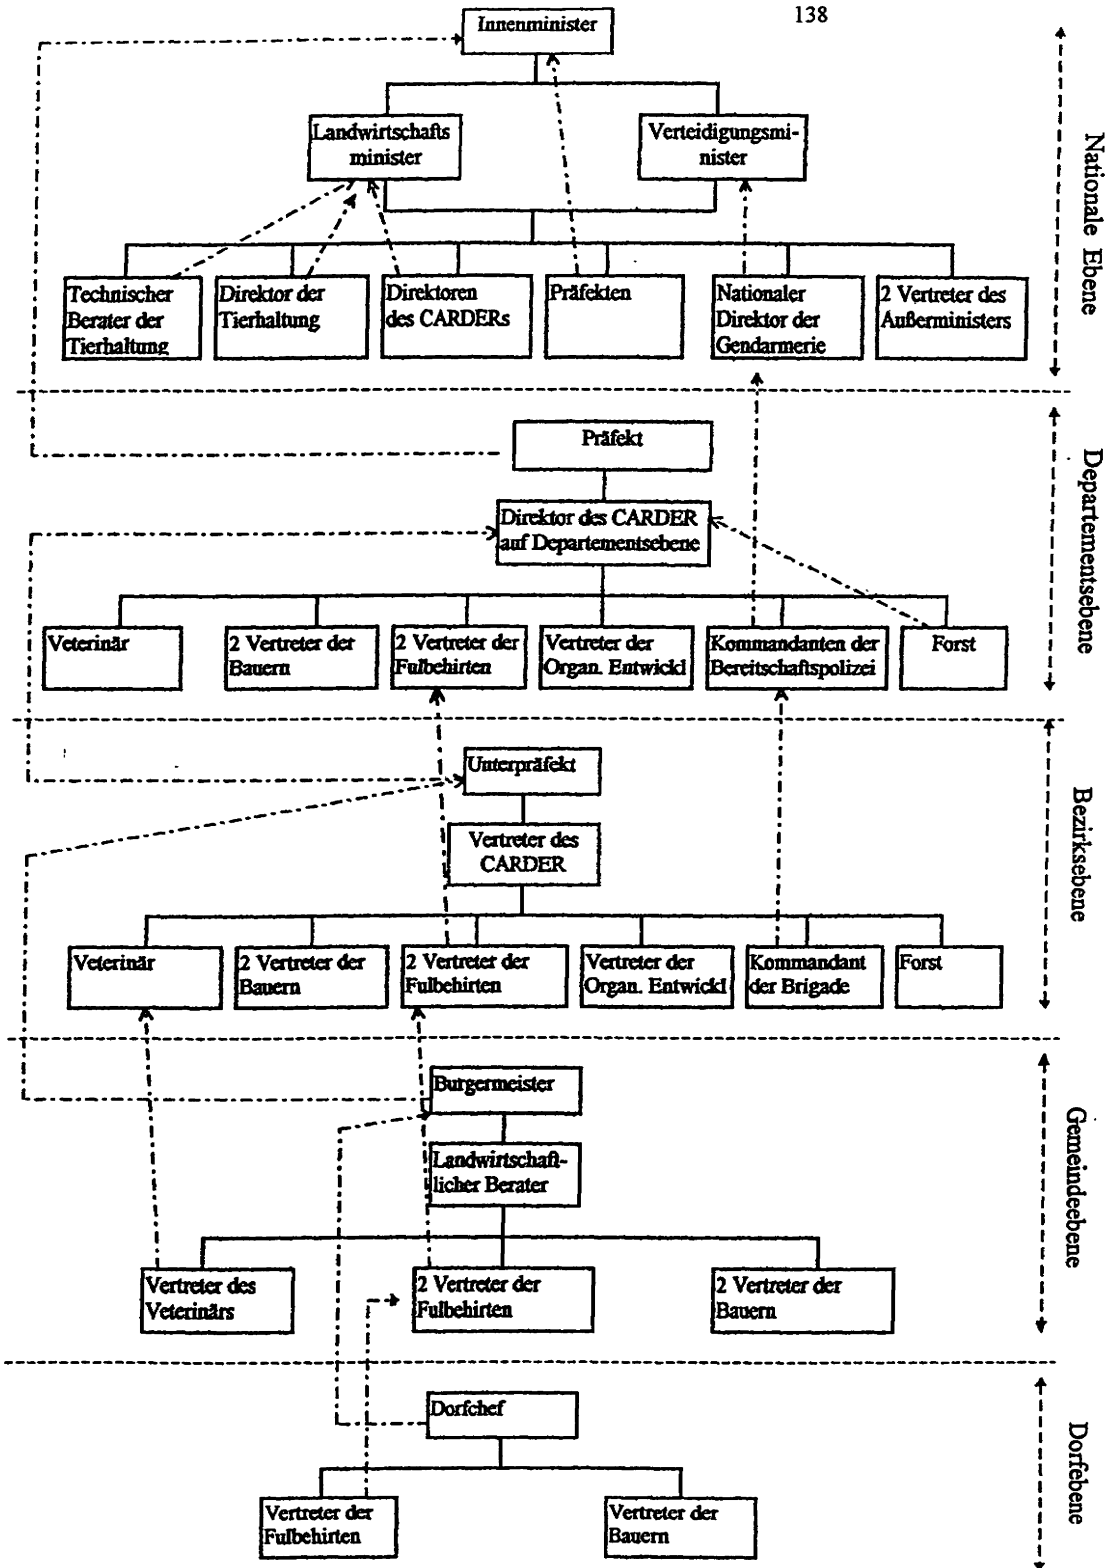 138
Innenminister
Landwirtschafts
minister
Verteidigungsmi-
nister
Nationale Ebene
Technischer
Berater der
Tierhaltung
Direktor der
Tierhaltung
Direktoren
des CARDERs
Präfekten
Nationaler
Direktor der
Gendarmerie
2 Vertreter des
Außerministers
Präfekt
Departementsebene
Direktor des CARDER
auf Departementsebene
Veterinär
2 Vertreter der
Bauern
2 Vertreter der
Fulbehirten
Vertreter der
Organ. Entwickl
Kommandanten der
Bereitschaftspolizei
Forst
Unterpräfekt
Bezirksebene
Vertreter des
CARDER
Veterinär
2 Vertreter der
Bauern
2 Vertreter der
Fulbehirten
Vertreter der
Organ. Entwickl
Kommandant
der Brigade
Forst
Burgermeister
Gemeindeebene
Landwirtschaft-
licher Berater
Vertreter des
Veterinärs
2 Vertreter der
Fulbehirten
2 Vertreter der
Bauern
Dorfchef
Dorfebene
Vertreter der
Fulbehirten
Vertreter der
Bauern